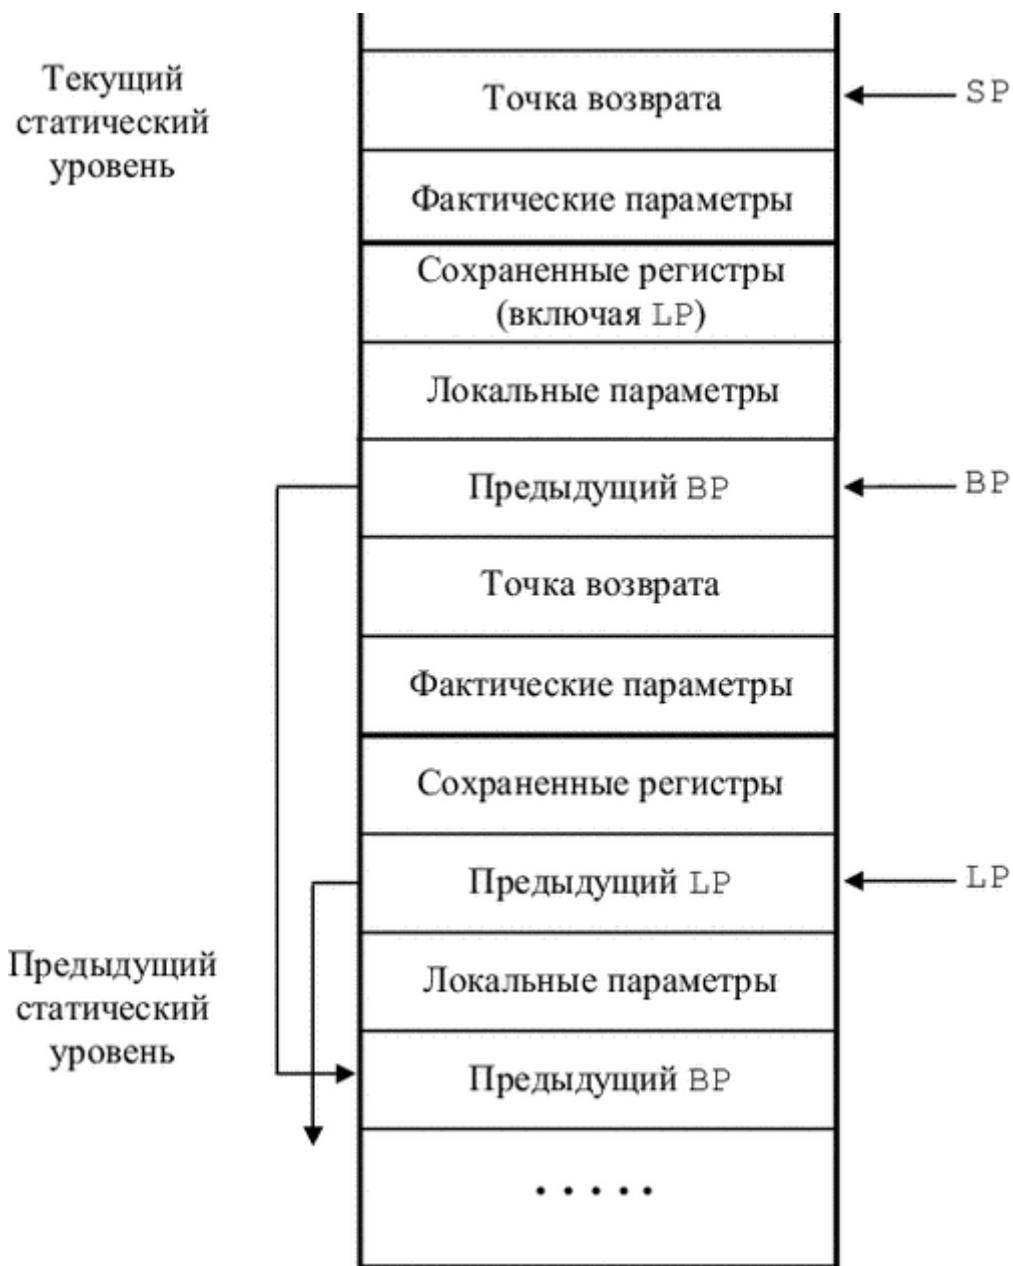 Текущий
статический
уровень
Точка возврата
SP
Фактические параметры
Сохраненные регистры
(включая LP)
Локальные параметры
Предыдущий BP
BP
Точка возврата
Фактические параметры
Сохраненные регистры
Предыдущий LP
LP
Предыдущий
статический
уровень
Локальные параметры
Предыдущий BP
.....